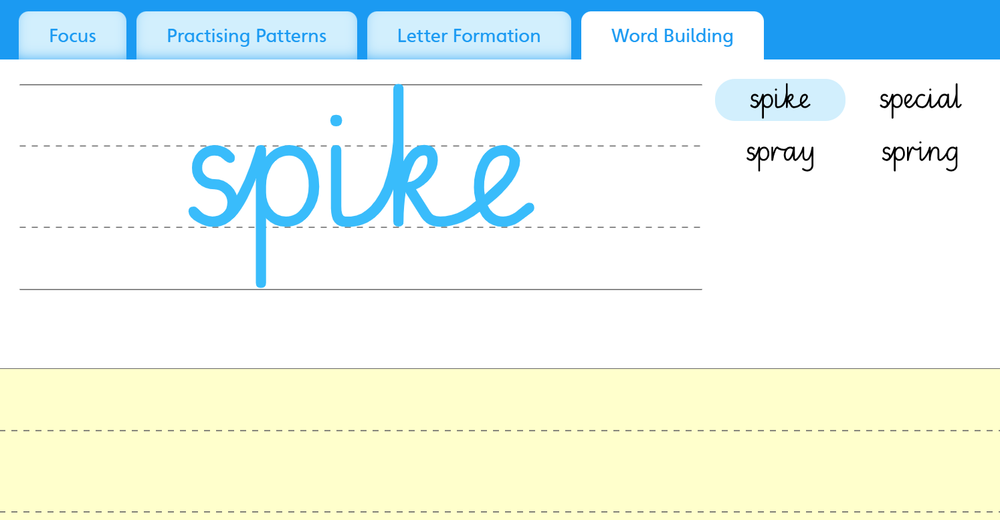 Focus Practising Patterns Letter Formation Word Building
spike
spike special
spray spring